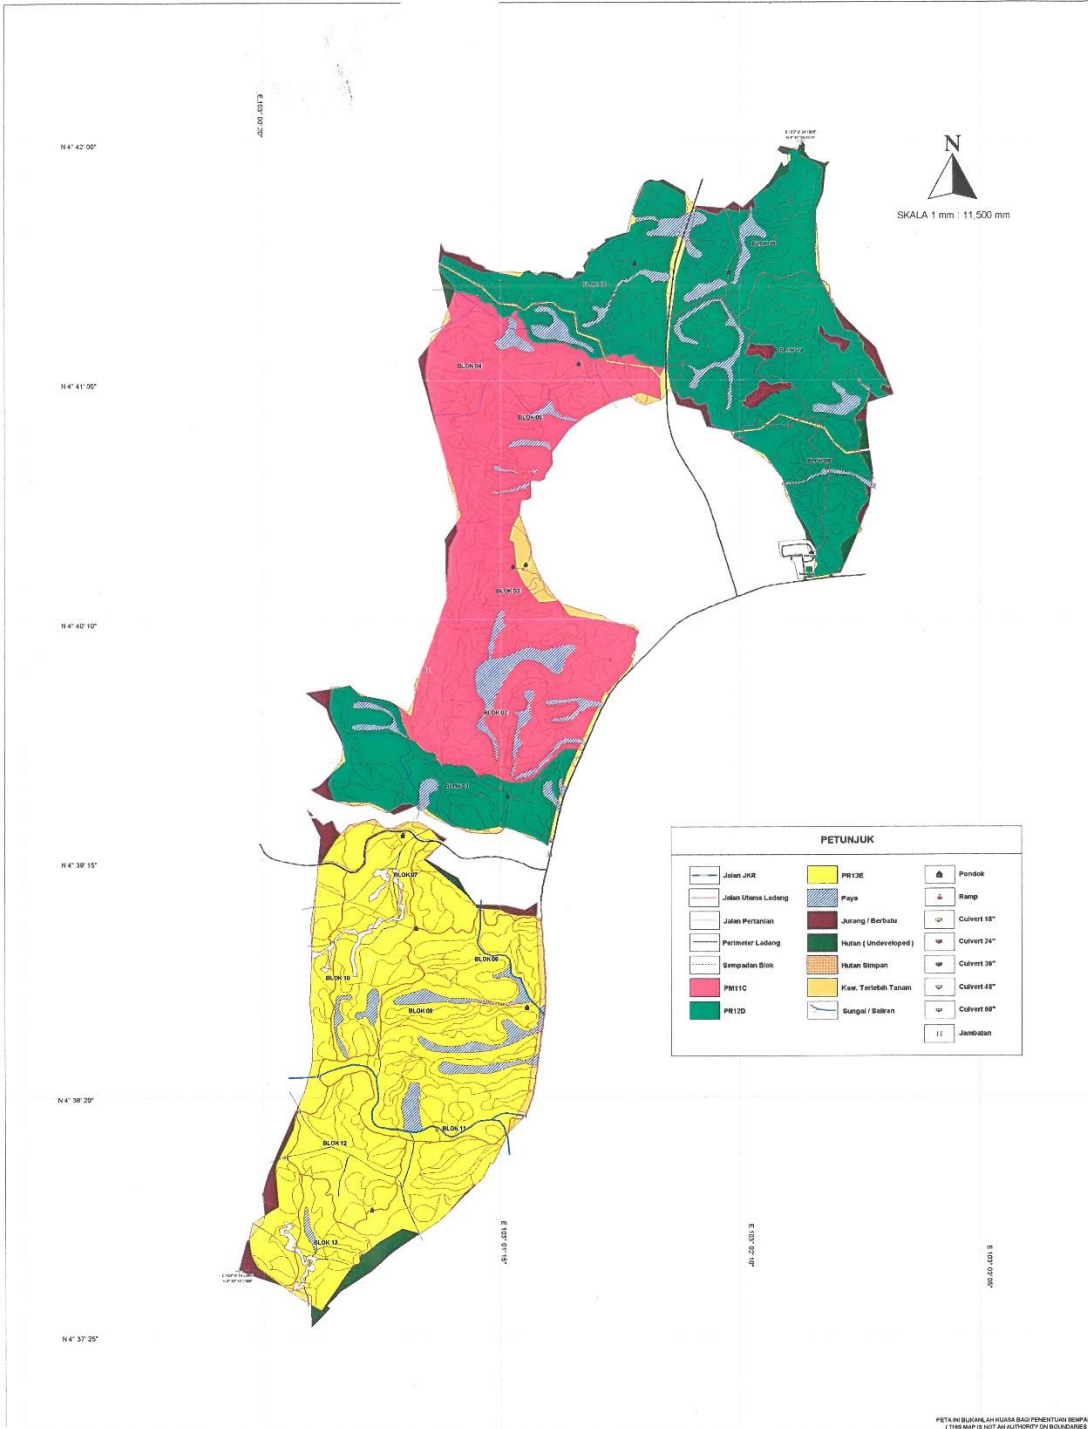 E 103° 00' 20"
N 4° 42' 00"
N
SKALA 1 mm : 11,500 mm
BLOK 04
N 4° 41' 05"
BLOK 05
BLOK 03
N 4° 40' 10"
BLOK 02
BLOK 01
N 4° 39' 15"
BLOK 07
BLOK 08
BLOK 10
BLOK 09
N 4° 38' 20"
BLOK 11
BLOK 12
BLOK 13
N 4° 37' 25"
E 103° 01' 15"
E 103° 02' 10"
E 103° 03' 05"
PETUNJUK
Jalan JKR
Jalan Utama Ladang
Jalan Pertanian
Perimeter Ladang
Sempadan Blok
PM11C
PR12D
PR13E
Paya
Jurang / Berbatu
Hutan ( Undeveloped )
Hutan Simpan
Kaw. Terlebih Tanam
Sungai / Saliran
Pondok
Ramp
Culvert 18"
Culvert 24"
Culvert 36"
Culvert 48"
Culvert 60"
Jambatan
PETA INI BUKANLAH KUASA BAGI PENENTUAN
THIS MAP IS NOT AN AUTHORITY ON BOUNDARIES